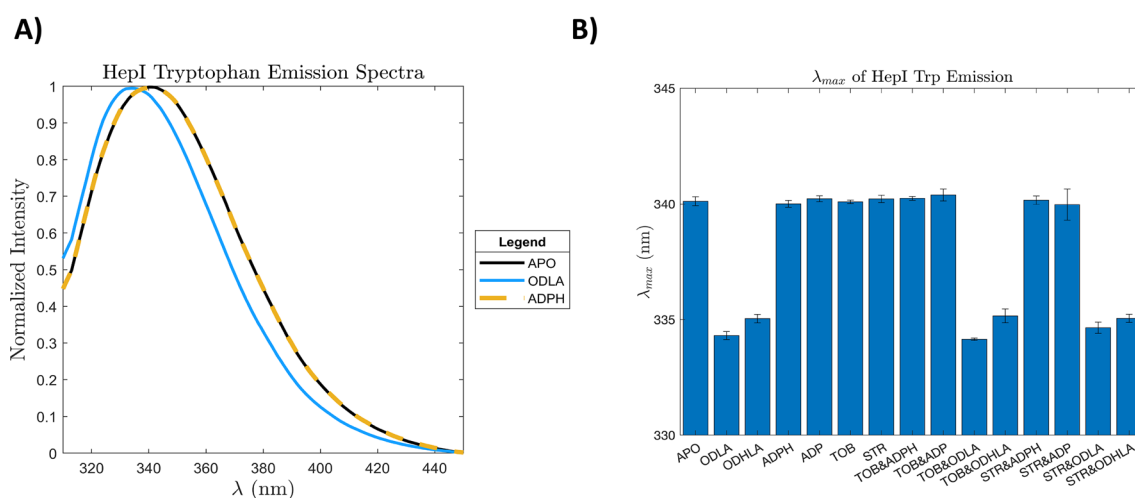 A)
HepI Tryptophan Emission Spectra
1
0.9
0.8
0.7
0.6
0.5
0.4
0.3
0.2
0.1
0
Normalized Intensity
320
340
360
380
400
420
440
λ (nm)
Legend
APO
ODLA
ADPH
B)
λmax of HepI Trp Emission
345
340
335
330
λmax (nm)
APO
ODLA
ODHLA
ADPH
ADP
TOB
STR
TOB&ADPH
TOB&ADP
TOB&ODLA
TOB&ODHLA
STR&ADPH
STR&ADP
STR&ODLA
STR&ODHLA